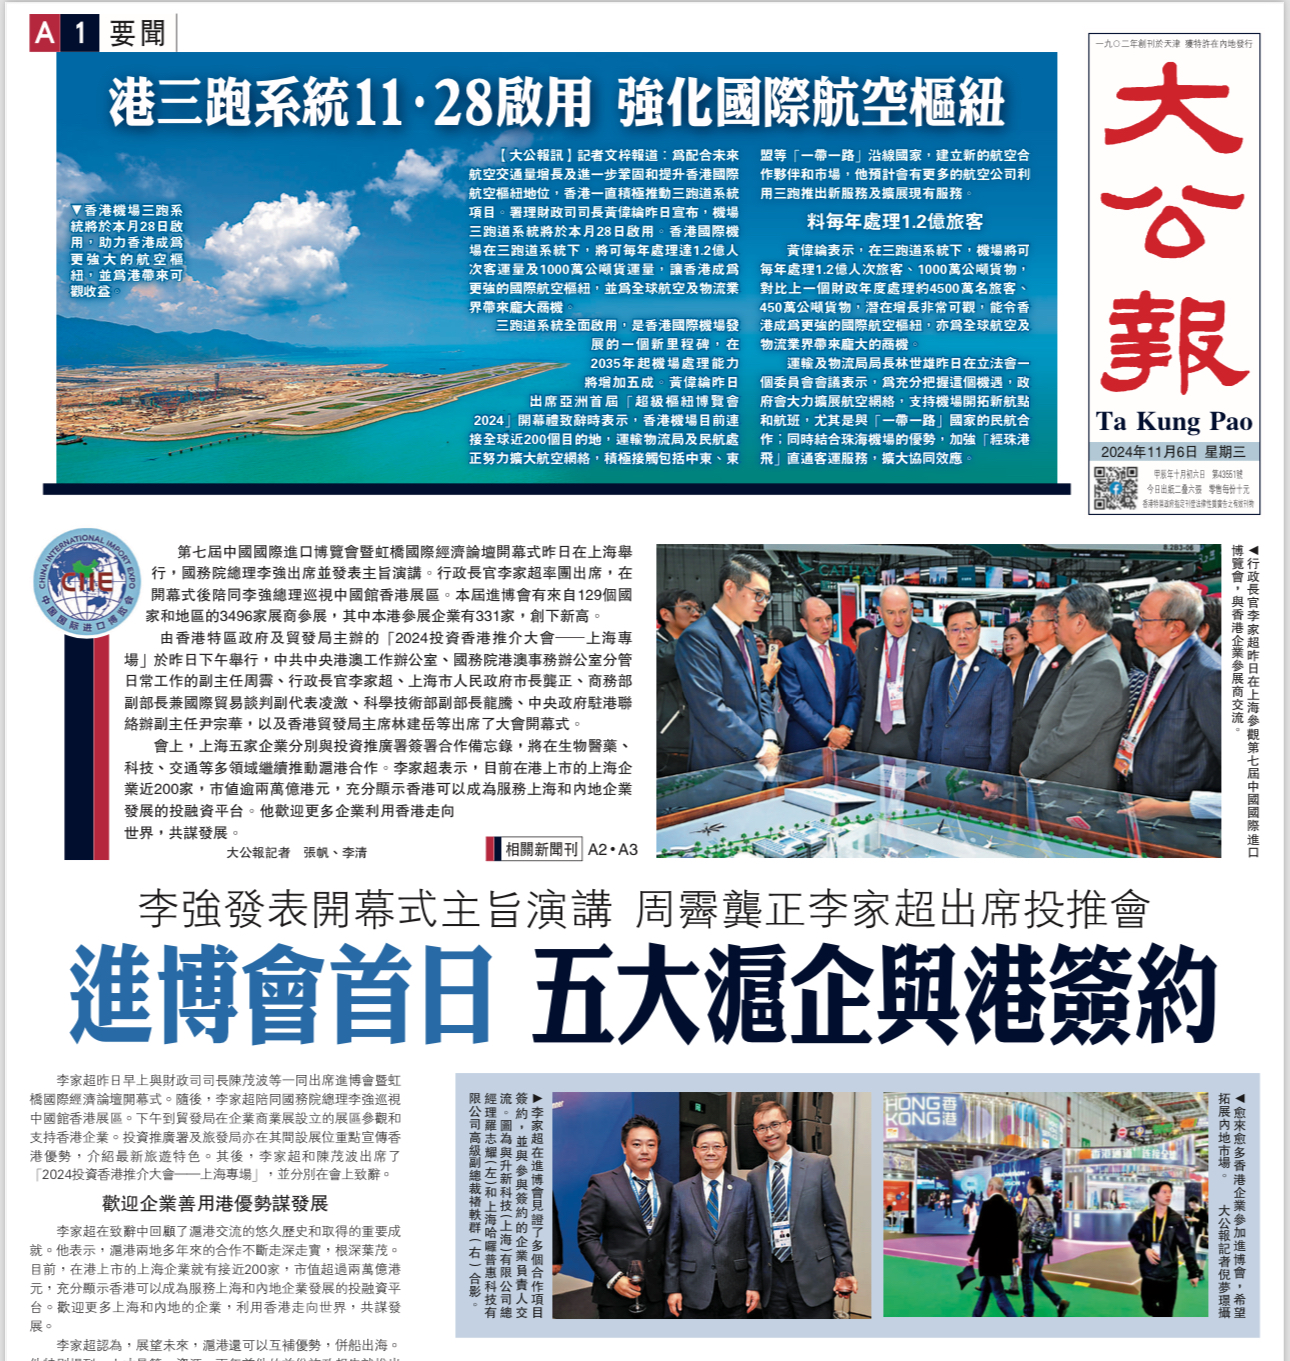 A1 要聞
港三跑系統11·28啟用 強化國際航空樞紐
▼香港機場三跑系
統將於本月28日啟
用，助力香港成爲
更強大的航空樞
紐，並爲港帶來可
觀收益。
【大公報訊】記者文梓報道：爲配合未來
航空交通量增長及進一步鞏固和提升香港國際
航空樞紐地位，香港一直積極推動三跑道系統
項目。署理財政司司長黃偉綸昨日宣布，機場
三跑道系統將於本月28日啟用。香港國際機
場在三跑道系統下，將可每年處理達1.2億人
次客運量及1000萬公噸貨運量，讓香港成爲
更強的國際航空樞紐，並爲全球航空及物流業
界帶來龐大商機。
三跑道系統全面啟用，是香港國際機場發
展的一個新里程碑，在
2035年起機場處理能力
將增加五成。黃偉綸昨日
出席亞洲首屆「超級樞紐博覽會
2024」開幕禮致辭時表示，香港機場目前連
接全球近200個目的地，運輸物流局及民航處
正努力擴大航空網絡，積極接觸包括中東、東
盟等「一帶一路」沿線國家，建立新的航空合
作夥伴和市場，他預計會有更多的航空公司利
用三跑推出新服務及擴展現有服務。
料每年處理1.2億旅客
黃偉綸表示，在三跑道系統下，機場將可
每年處理1.2億人次旅客、1000萬公噸貨物，
對比上一個財政年度處理約4500萬名旅客、
450萬公噸貨物，潛在增長非常可觀，能令香
港成爲更強的國際航空樞紐，亦爲全球航空及
物流業界帶來龐大的商機。
運輸及物流局局長林世雄昨日在立法會一
個委員會會議表示，爲充分把握這個機遇，政
府會大力擴展航空網絡，支持機場開拓新航點
和航班，尤其是與「一帶一路」國家的民航合
作；同時結合珠海機場的優勢，加強「經珠港
飛」直通客運服務，擴大協同效應。
一九〇二年創刊於天津 獲特許在內地發行
大公報
Ta Kung Pao
2024年11月6日 星期三
甲辰年十月初六日 第43551號
今日出紙二疊六張 零售每份十元
香港特區政府指定刊登法律性質廣告之有效刊物
CHINA INTERNATIONAL IMPORT EXPO
CIIE
中国国际进口博览会
第七屆中國國際進口博覽會暨虹橋國際經濟論壇開幕式昨日在上海舉
行，國務院總理李強出席並發表主旨演講。行政長官李家超率團出席，在
開幕式後陪同李強總理巡視中國館香港展區。本屆進博會有來自129個國
家和地區的3496家展商參展，其中本港參展企業有331家，創下新高。
由香港特區政府及貿發局主辦的「2024投資香港推介大會──上海專
場」於昨日下午舉行，中共中央港澳工作辦公室、國務院港澳事務辦公室分管
日常工作的副主任周霽、行政長官李家超、上海市人民政府市長龔正、商務部
副部長兼國際貿易談判副代表凌激、科學技術部副部長龍騰、中央政府駐港聯
絡辦副主任尹宗華，以及香港貿發局主席林建岳等出席了大會開幕式。
會上，上海五家企業分別與投資推廣署簽署合作備忘錄，將在生物醫藥、
科技、交通等多領域繼續推動滬港合作。李家超表示，目前在港上市的上海企
業近200家，市值逾兩萬億港元，充分顯示香港可以成為服務上海和內地企業
發展的投融資平台。他歡迎更多企業利用香港走向
世界，共謀發展。
大公報記者 張帆、李清
相關新聞刊 A2•A3
CATHAY
◀行政長官李家超昨日在上海參觀第七屆中國國際進口
博覽會，與香港企業參展商交流。
李強發表開幕式主旨演講 周霽龔正李家超出席投推會
進博會首日 五大滬企與港簽約
李家超昨日早上與財政司司長陳茂波等一同出席進博會暨虹
橋國際經濟論壇開幕式。隨後，李家超陪同國務院總理李強巡視
中國館香港展區。下午到貿發局在企業商業展設立的展區參觀和
支持香港企業。投資推廣署及旅發局亦在其間設展位重點宣傳香
港優勢，介紹最新旅遊特色。其後，李家超和陳茂波出席了
「2024投資香港推介大會──上海專場」，並分別在會上致辭。
歡迎企業善用港優勢謀發展
李家超在致辭中回顧了滬港交流的悠久歷史和取得的重要成
就。他表示，滬港兩地多年來的合作不斷走深走實，根深葉茂。
目前，在港上市的上海企業就有接近200家，市值超過兩萬億港
元，充分顯示香港可以成為服務上海和內地企業發展的投融資平
台。歡迎更多上海和內地的企業，利用香港走向世界，共謀發
展。
李家超認為，展望未來，滬港還可以互補優勢，併船出海。
▶李家超在進博會見證了多個合作項目
簽約，並與參與簽約的企業負責人交
流。圖為與升新科技(上海)有限公司總
經理羅志耀(左)和上海哈囉普惠科技有
限公司高級副總裁褚軼群(右)合影。
HONG KONG 香港
◀愈來愈多香港企業參加進博會，希望
拓展內地市場。 大公報記者倪夢璟攝